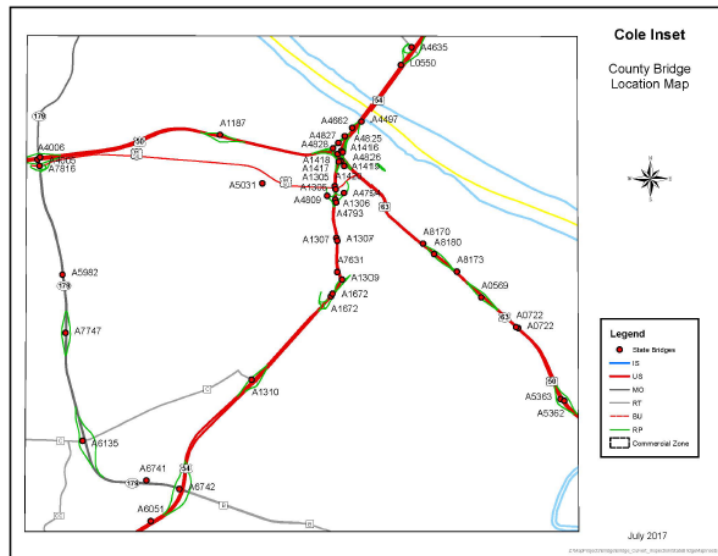 Cole Inset
County Bridge
Location Map
A4635
L0550
54
179
A4497
A4662
A1187
A4827
A4825
A4828
A1416
50
A4006
A4826
A4005
A1418
A1419
A7816
A1417
A1305
A5031
A1306
A4809
A1306
A4793
63
A8170
A1307
A1307
A8180
A7631
A8173
A5982
A1309
179
A0569
A1672
A1672
63
A0722
A0722
A7747
50
A1310
A5363
A5362
C
A6135
A6741
54
179
A6742
B
B
A6051
N
Legend
State Bridges
IS
US
MO
RT
BU
RP
Commercial Zone
July 2017